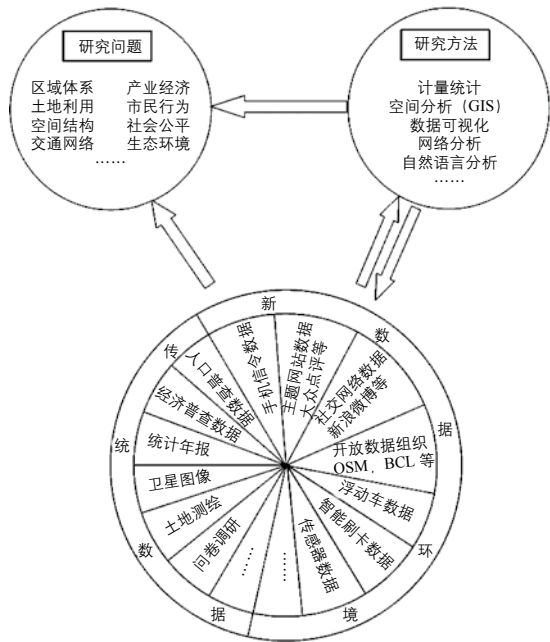 研究问题
区域体系 产业经济
土地利用 市民行为
空间结构 社会公平
交通网络 生态环境
……
研究方法
计量统计
空间分析（GIS）
数据可视化
网络分析
自然语言分析
……
新数据环境
手机信令数据
主题网站数据
大众点评等
社交网络数据
新浪微博等
开放数据组织
OSM，BCL 等
浮动车数据
智能刷卡数据
传感器数据
……
传统数据
人口普查数据
经济普查数据
统计年报
卫星图像
土地测绘
问卷调研
……